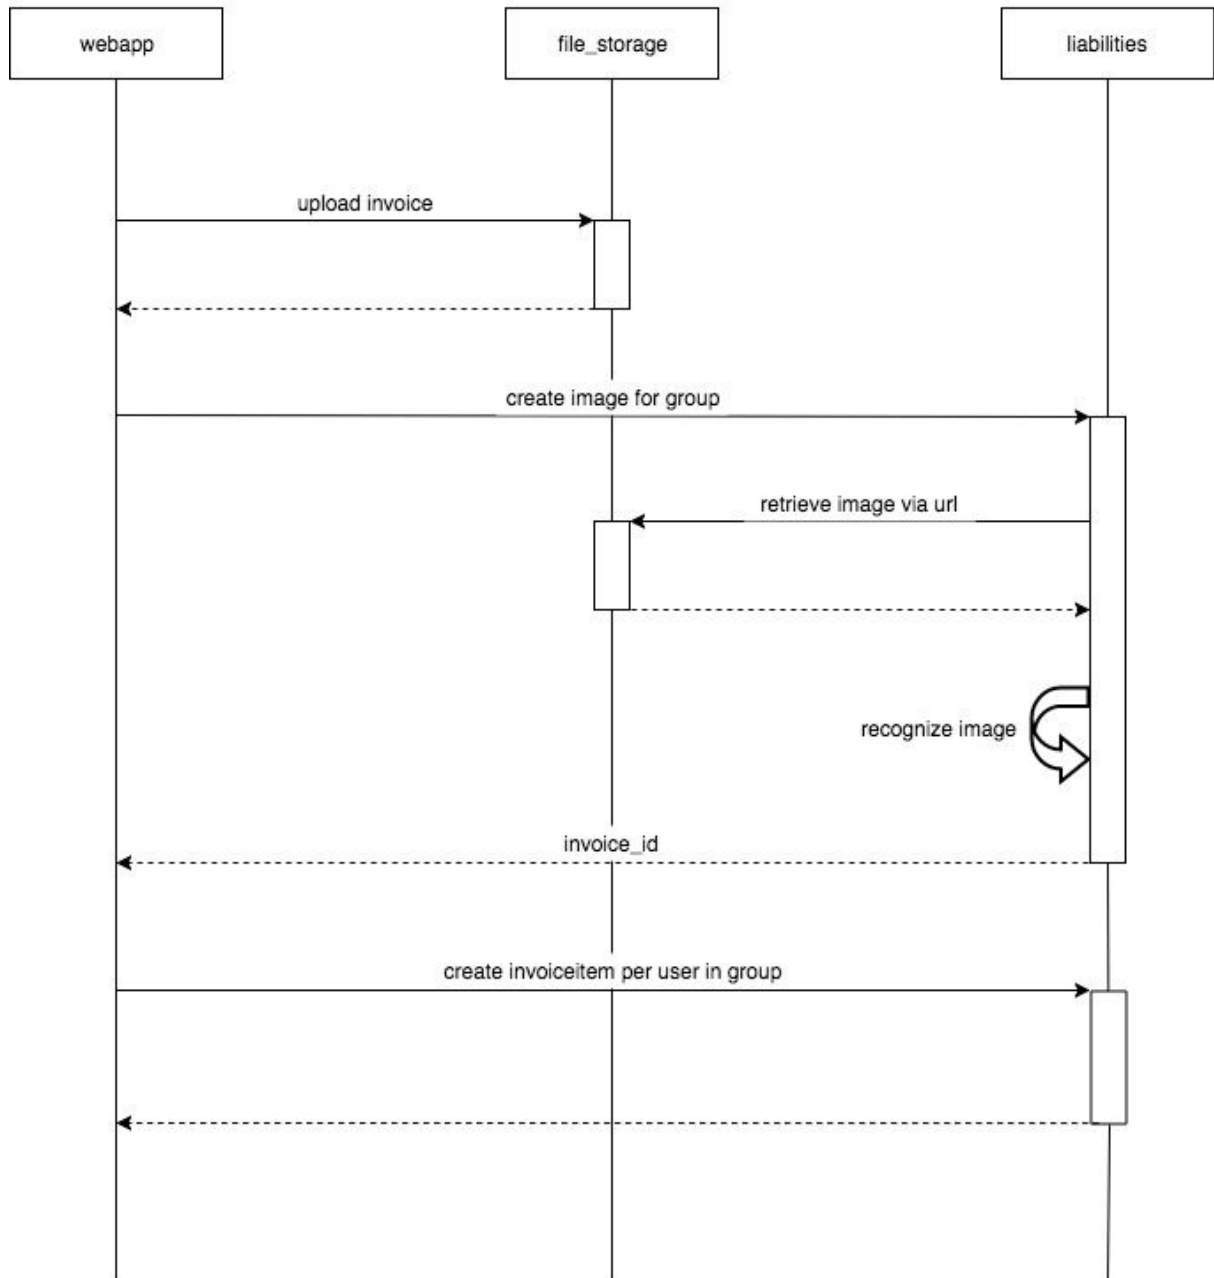 webapp
file_storage
liabilities
upload invoice
create image for group
retrieve image via url
recognize image
invoice_id
create invoiceitem per user in group